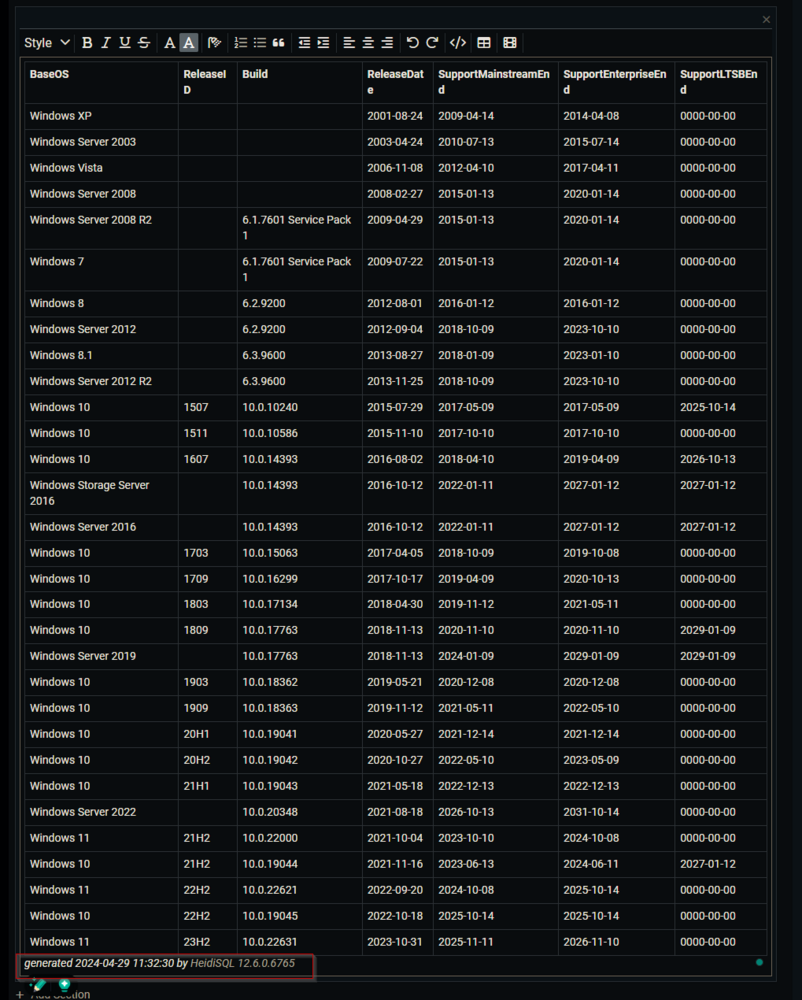 Style B I U S A A
BaseOS ReleaseID Build ReleaseDate SupportMainstreamEnd SupportEnterpriseEnd SupportLTSBEnd
Windows XP 2001-08-24 2009-04-14 2014-04-08 0000-00-00
Windows Server 2003 2003-04-24 2010-07-13 2015-07-14 0000-00-00
Windows Vista 2006-11-08 2012-04-10 2017-04-11 0000-00-00
Windows Server 2008 2008-02-27 2015-01-13 2020-01-14 0000-00-00
Windows Server 2008 R2 6.1.7601 Service Pack 1 2009-04-29 2015-01-13 2020-01-14 0000-00-00
Windows 7 6.1.7601 Service Pack 1 2009-07-22 2015-01-13 2020-01-14 0000-00-00
Windows 8 6.2.9200 2012-08-01 2016-01-12 2016-01-12 0000-00-00
Windows Server 2012 6.2.9200 2012-09-04 2018-10-09 2023-10-10 0000-00-00
Windows 8.1 6.3.9600 2013-08-27 2018-01-09 2023-01-10 0000-00-00
Windows Server 2012 R2 6.3.9600 2013-11-25 2018-10-09 2023-10-10 0000-00-00
Windows 10 1507 10.0.10240 2015-07-29 2017-05-09 2017-05-09 2025-10-14
Windows 10 1511 10.0.10586 2015-11-10 2017-10-10 2017-10-10 0000-00-00
Windows 10 1607 10.0.14393 2016-08-02 2018-04-10 2019-04-09 2026-10-13
Windows Storage Server 2016 10.0.14393 2016-10-12 2022-01-11 2027-01-12 2027-01-12
Windows Server 2016 10.0.14393 2016-10-12 2022-01-11 2027-01-12 2027-01-12
Windows 10 1703 10.0.15063 2017-04-05 2018-10-09 2019-10-08 0000-00-00
Windows 10 1709 10.0.16299 2017-10-17 2019-04-09 2020-10-13 0000-00-00
Windows 10 1803 10.0.17134 2018-04-30 2019-11-12 2021-05-11 0000-00-00
Windows 10 1809 10.0.17763 2018-11-13 2020-11-10 2020-11-10 2029-01-09
Windows Server 2019 10.0.17763 2018-11-13 2024-01-09 2029-01-09 2029-01-09
Windows 10 1903 10.0.18362 2019-05-21 2020-12-08 2020-12-08 0000-00-00
Windows 10 1909 10.0.18363 2019-11-12 2021-05-11 2022-05-10 0000-00-00
Windows 10 20H1 10.0.19041 2020-05-27 2021-12-14 2021-12-14 0000-00-00
Windows 10 20H2 10.0.19042 2020-10-27 2022-05-10 2023-05-09 0000-00-00
Windows 10 21H1 10.0.19043 2021-05-18 2022-12-13 2022-12-13 0000-00-00
Windows Server 2022 10.0.20348 2021-08-18 2026-10-13 2031-10-14 0000-00-00
Windows 11 21H2 10.0.22000 2021-10-04 2023-10-10 2024-10-08 0000-00-00
Windows 10 21H2 10.0.19044 2021-11-16 2023-06-13 2024-06-11 2027-01-12
Windows 11 22H2 10.0.22621 2022-09-20 2024-10-08 2025-10-14 0000-00-00
Windows 10 22H2 10.0.19045 2022-10-18 2025-10-14 2025-10-14 0000-00-00
Windows 11 23H2 10.0.22631 2023-10-31 2025-11-11 2026-11-10 0000-00-00
generated 2024-04-29 11:32:30 by HeidiSQL 12.6.0.6765
+ Add Section